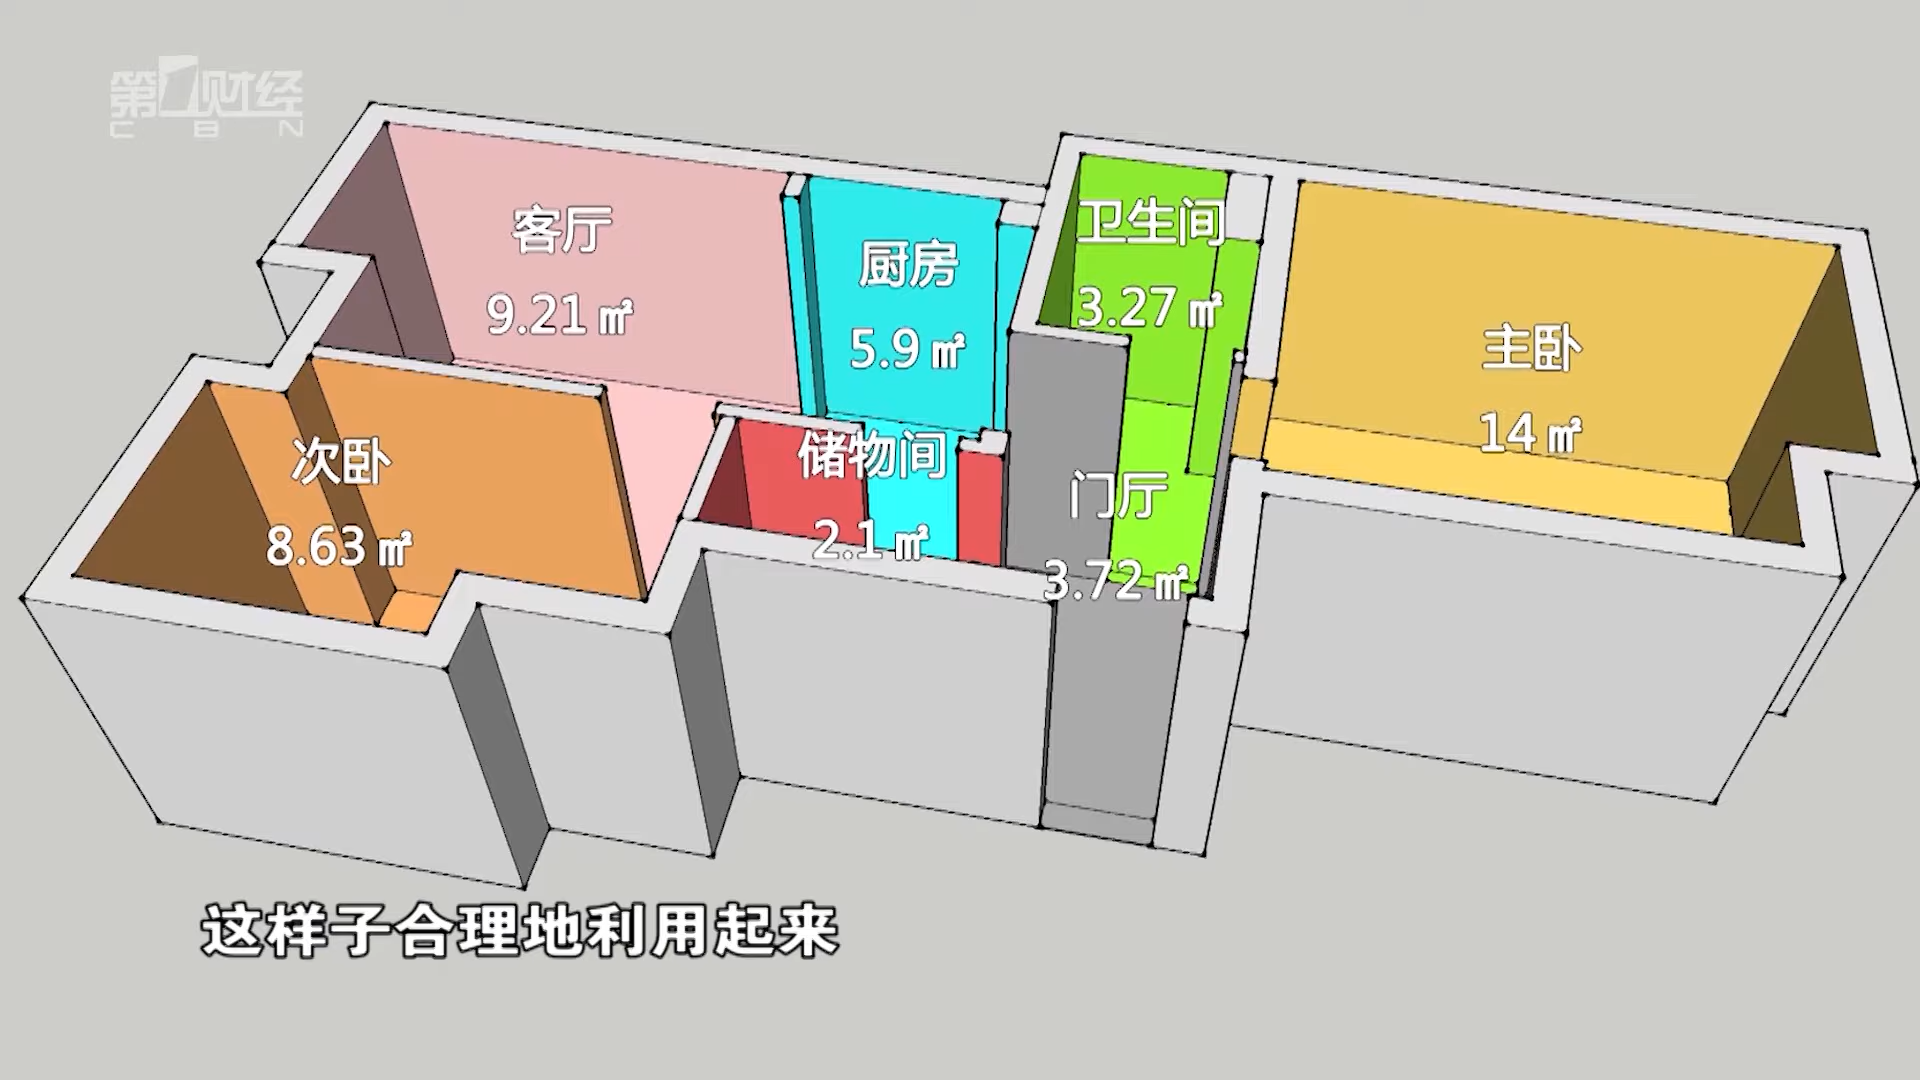 第1财经
CBN
客厅
9.21㎡
厨房
5.9㎡
卫生间
3.27㎡
主卧
14㎡
次卧
8.63㎡
储物间
2.1㎡
门厅
3.72㎡
这样子合理地利用起来